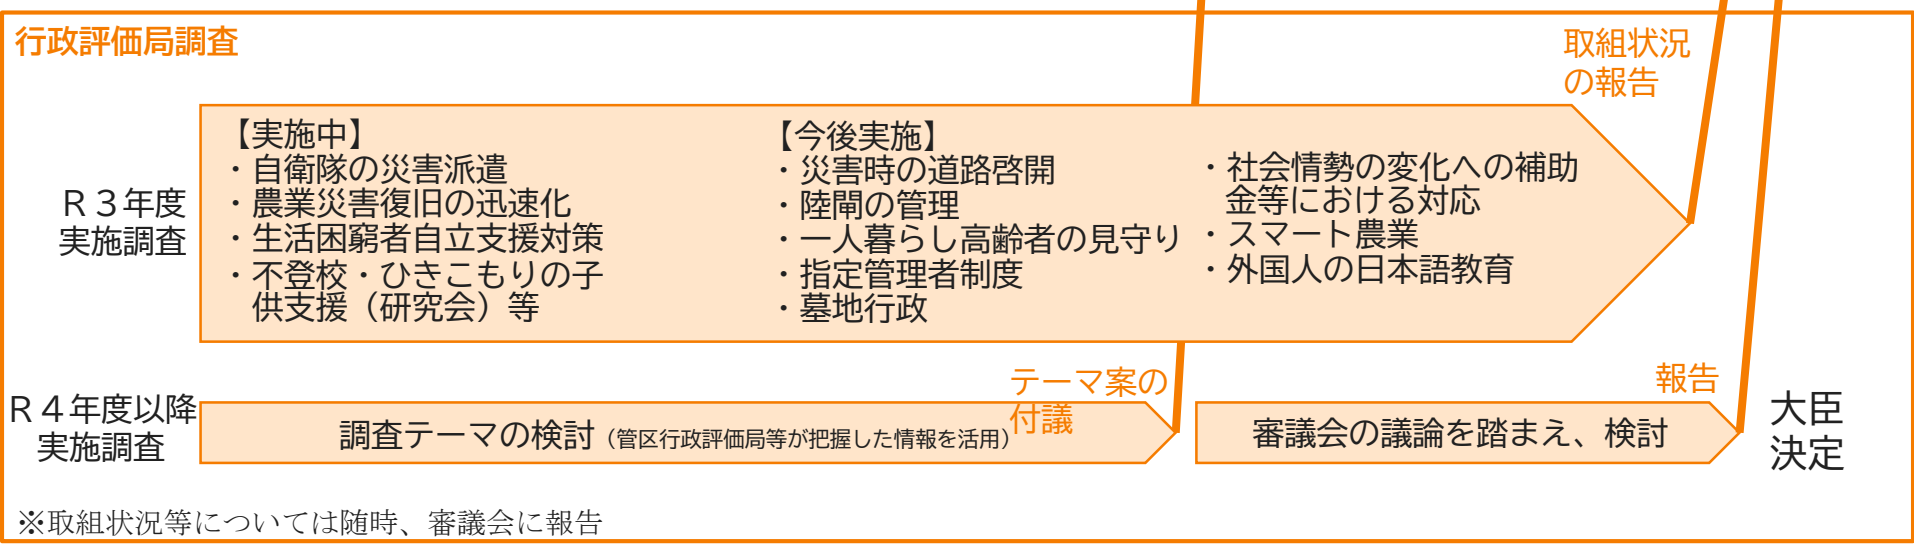 行政評価局調査
取組状況
の報告
R3年度
実施調査
【実施中】
・自衛隊の災害派遣
・農業災害復旧の迅速化
・生活困窮者自立支援対策
・不登校・ひきこもりの子
供支援（研究会）等
【今後実施】
・災害時の道路啓開
・陸閘の管理
・一人暮らし高齢者の見守り
・指定管理者制度
・墓地行政
・社会情勢の変化への補助
金等における対応
・スマート農業
・外国人の日本語教育
R4年度以降
実施調査
調査テーマの検討（管区行政評価局等が把握した情報を活用）
テーマ案の
付議
審議会の議論を踏まえ、検討
報告
大臣
決定
※取組状況等については随時、審議会に報告